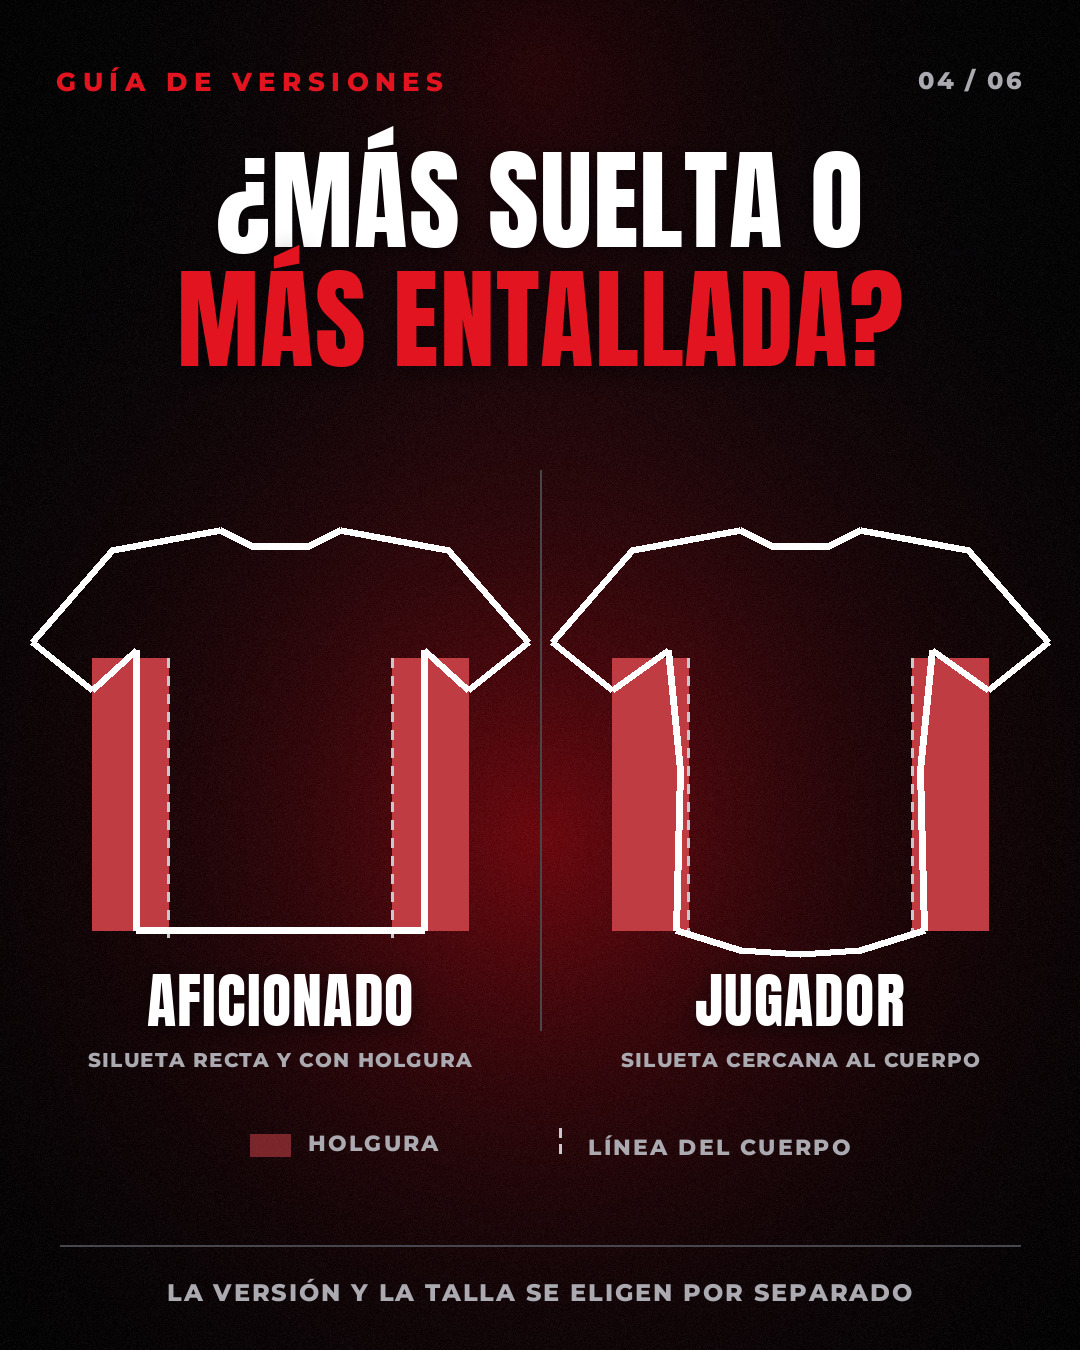 GUÍA DE VERSIONES
04 / 06
¿MÁS SUELTA O
MÁS ENTALLADA?
AFICIONADO
JUGADOR
SILUETA RECTA Y CON HOLGURA
SILUETA CERCANA AL CUERPO
HOLGURA
LÍNEA DEL CUERPO
LA VERSIÓN Y LA TALLA SE ELIGEN POR SEPARADO